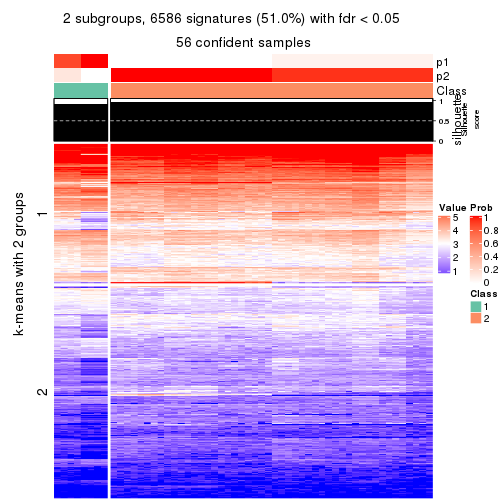 2 subgroups, 6586 signatures (51.0%) with fdr < 0.05
56 confident samples
p1
p2
Class
1
0.5
0
silhouette
Silhouette
score
k-means with 2 groups
1
2
Value
5
4
3
2
1
Prob
1
0.8
0.6
0.4
0.2
0
Class
1
2